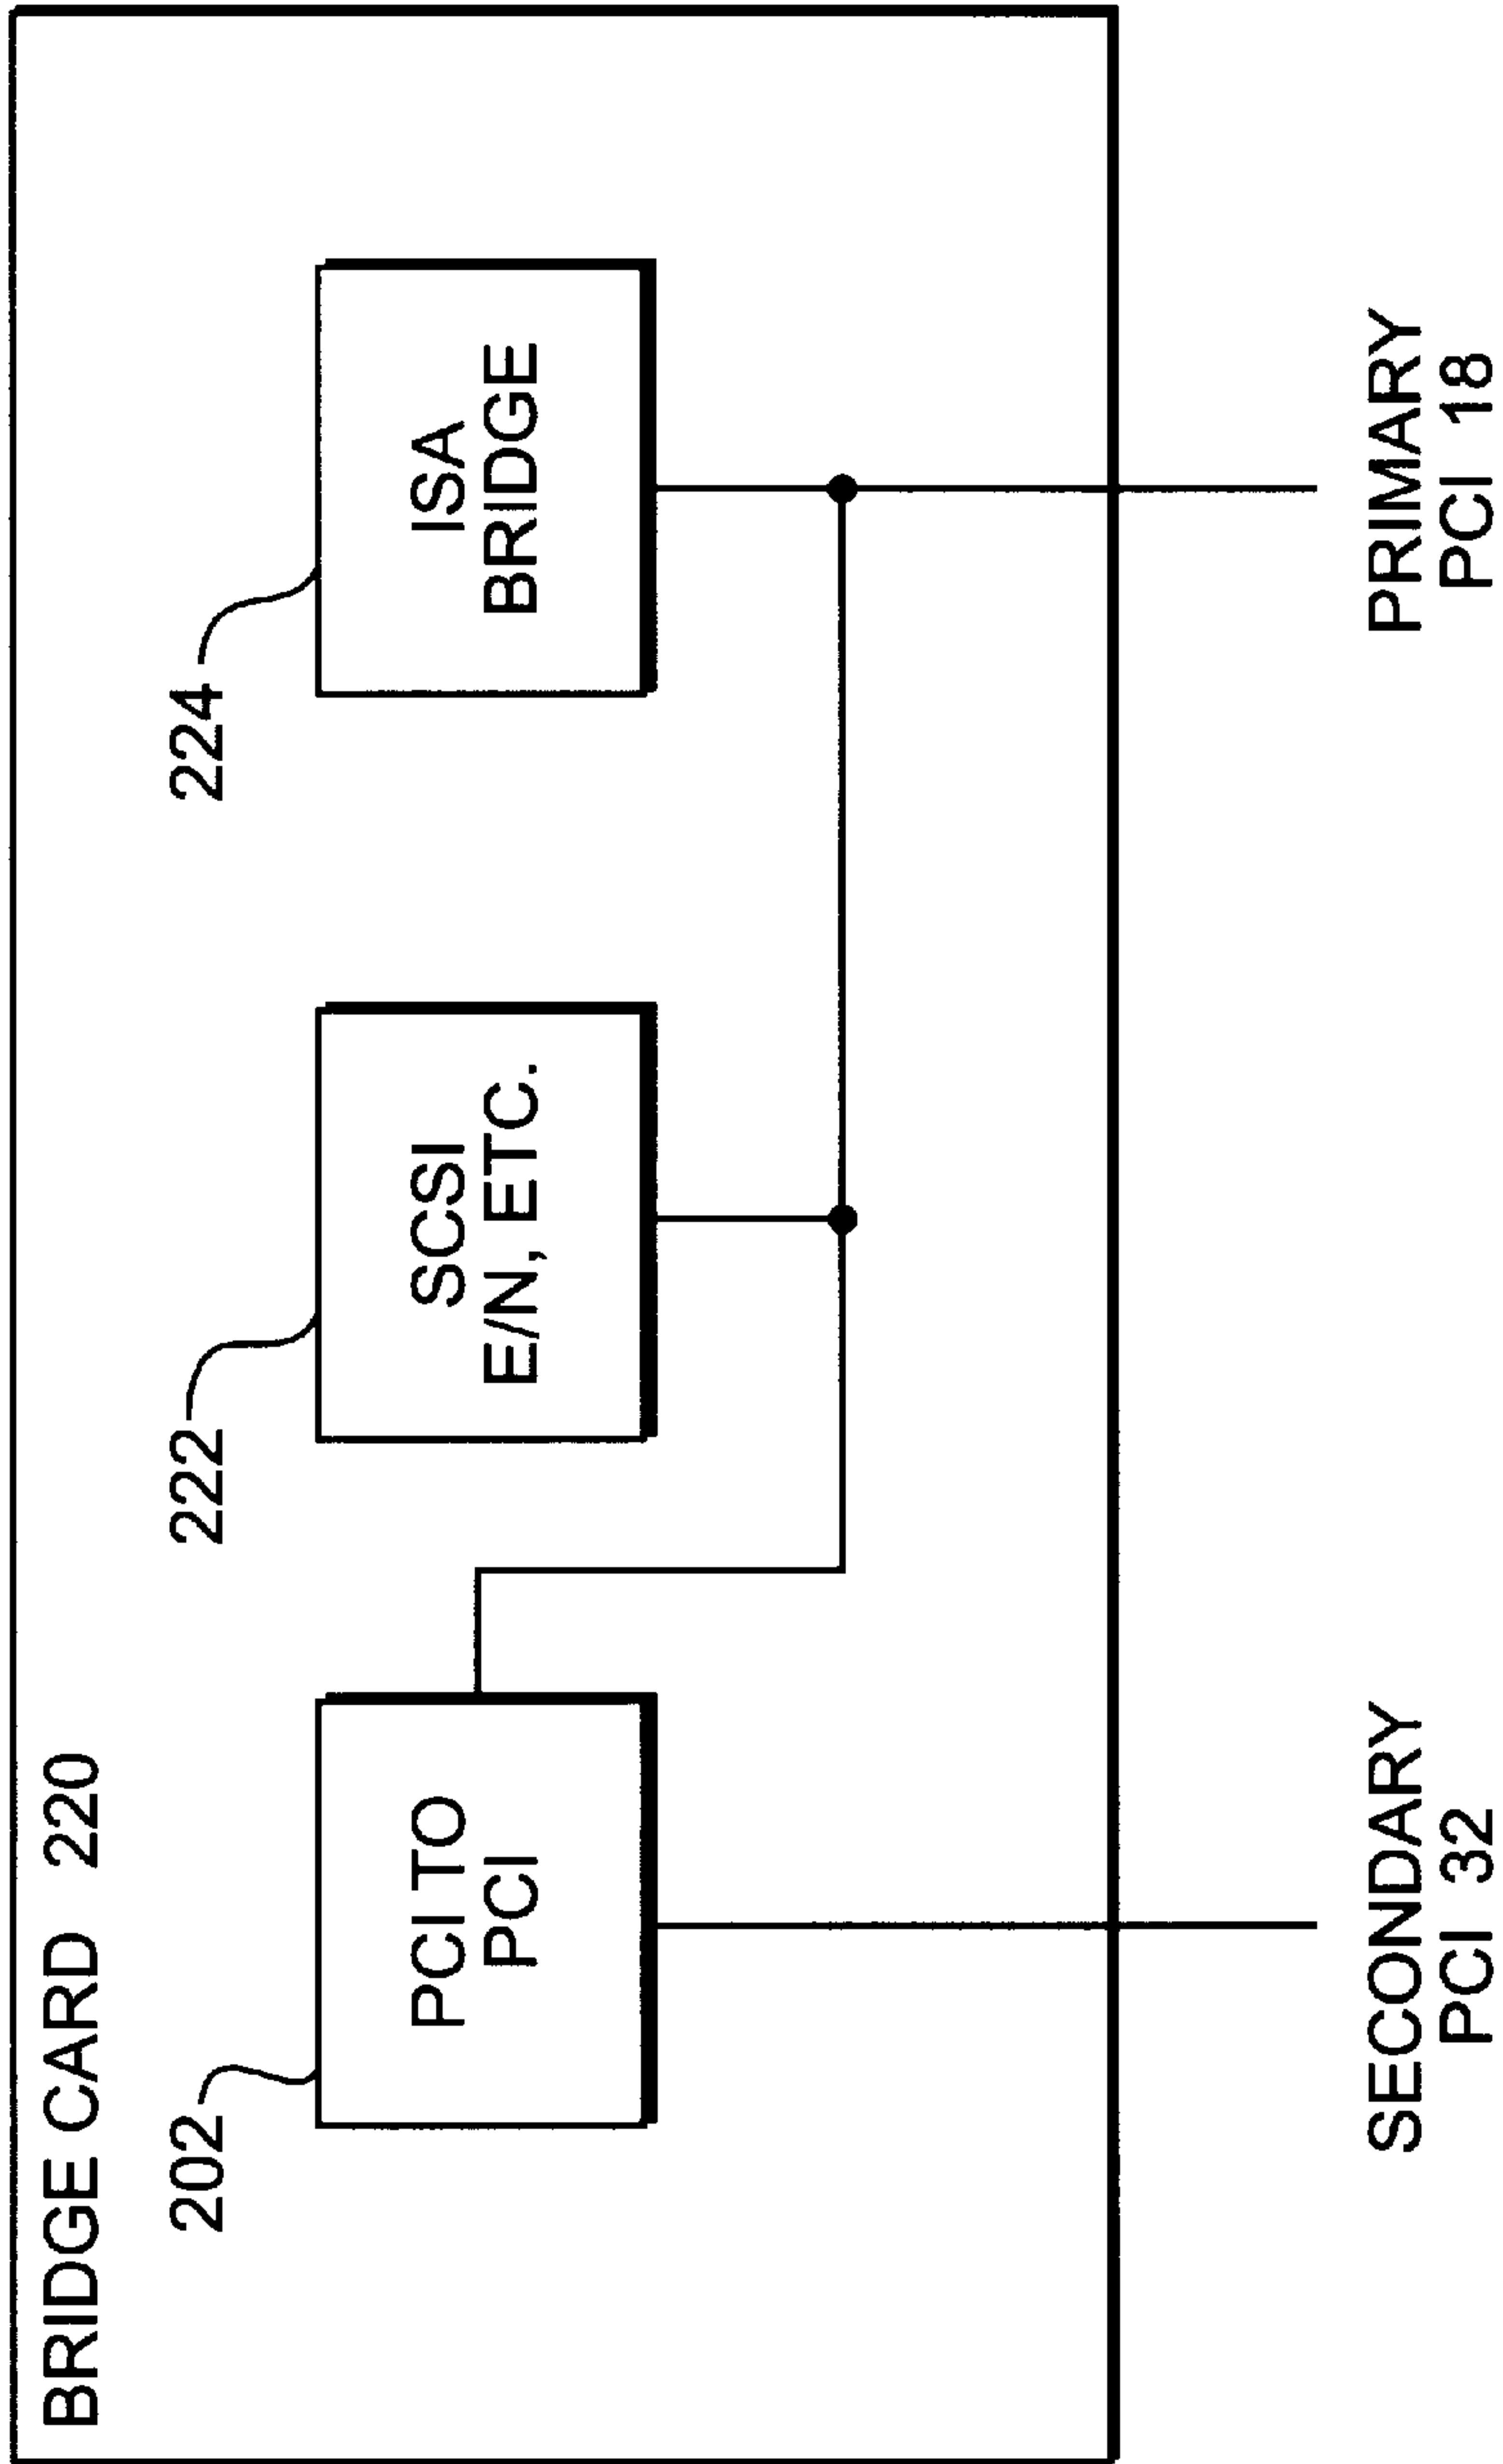 BRIDGE CARD 220
202
PCI TO
PCI
222
SCSI
E/N, ETC.
224
ISA
BRIDGE
SECONDARY
PCI 32
PRIMARY
PCI 18